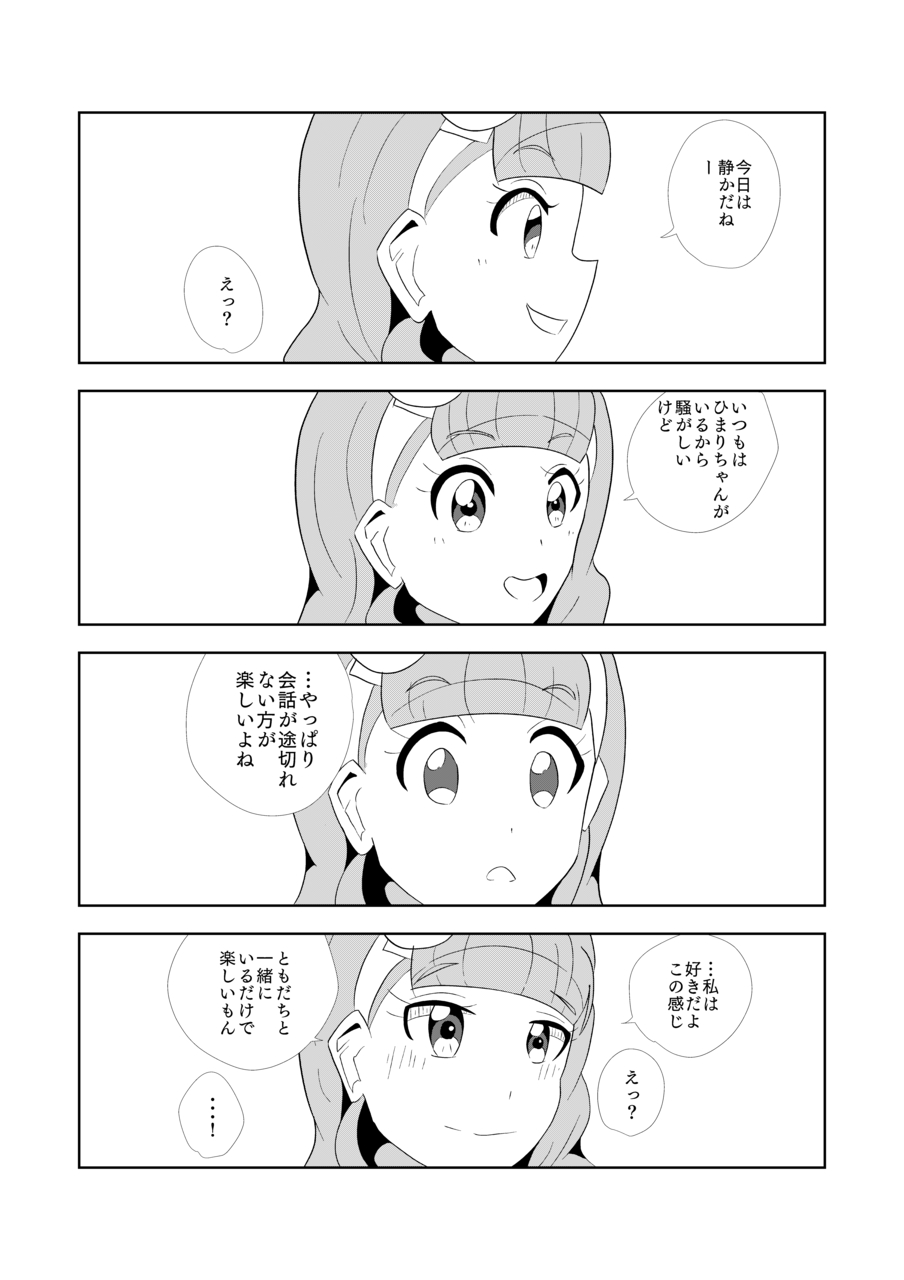 今日は
静かだね
ー
えっ?
いつもは
ひまりちゃんが
いるから
騒がしい
けど
…やっぱり
会話が途切れ
ない方が
楽しいよね
…私は
好きだよ
この感じ
えっ?
ともだちと
一緒に
いるだけで
楽しいもん
…!